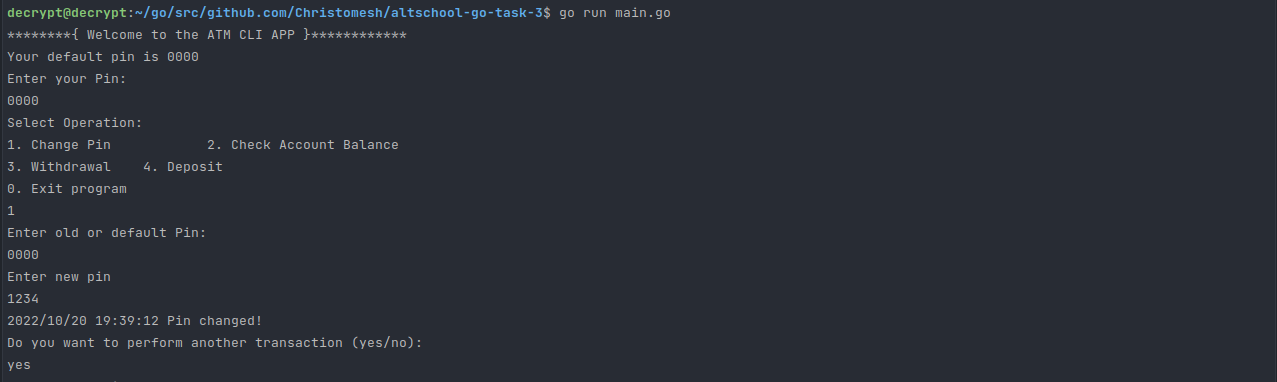 decrypt@decrypt:~/go/src/github.com/Christomesh/altschool-go-task-3$ go run main.go
********{ Welcome to the ATM CLI APP }************
Your default pin is 0000
Enter your Pin:
0000
Select Operation:
1. Change Pin            2. Check Account Balance
3. Withdrawal    4. Deposit
0. Exit program
1
Enter old or default Pin:
0000
Enter new pin
1234
2022/10/20 19:39:12 Pin changed!
Do you want to perform another transaction (yes/no):
yes